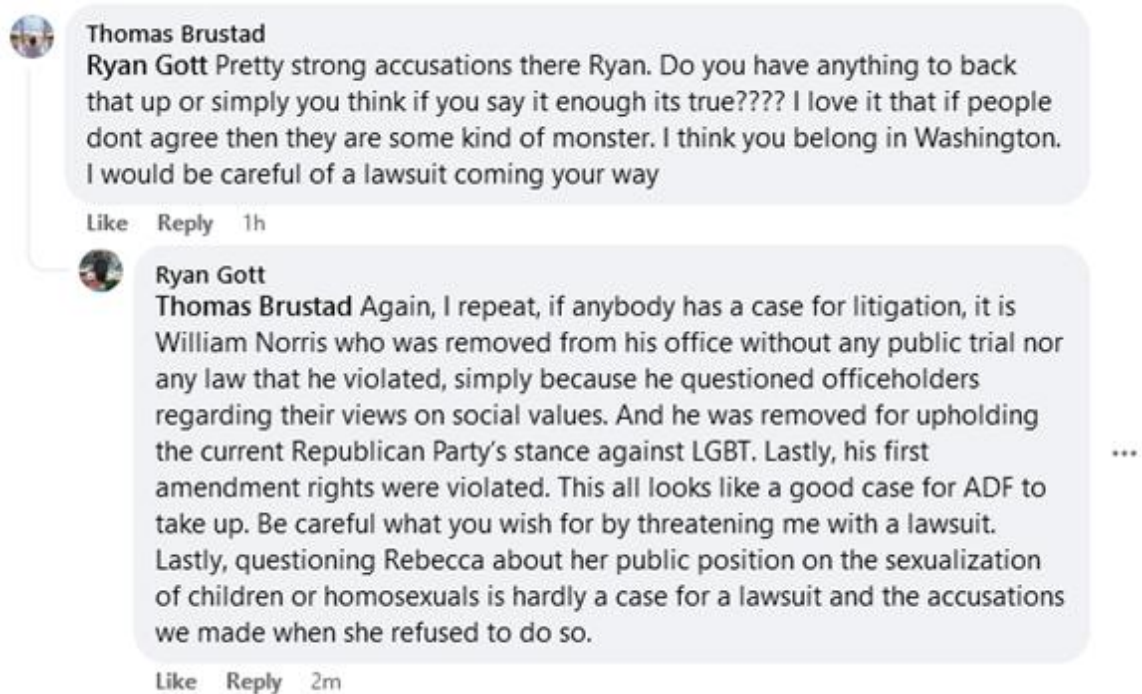 Thomas Brustad
Ryan Gott Pretty strong accusations there Ryan. Do you have anything to back
that up or simply you think if you say it enough its true???? I love it that if people
dont agree then they are some kind of monster. I think you belong in Washington.
I would be careful of a lawsuit coming your way
Like Reply 1h
Ryan Gott
Thomas Brustad Again, I repeat, if anybody has a case for litigation, it is
William Norris who was removed from his office without any public trial nor
any law that he violated, simply because he questioned officeholders
regarding their views on social values. And he was removed for upholding
the current Republican Party's stance against LGBT. Lastly, his first
amendment rights were violated. This all looks like a good case for ADF to
take up. Be careful what you wish for by threatening me with a lawsuit.
Lastly, questioning Rebecca about her public position on the sexualization
of children or homosexuals is hardly a case for a lawsuit and the accusations
we made when she refused to do so.
Like Reply 2m